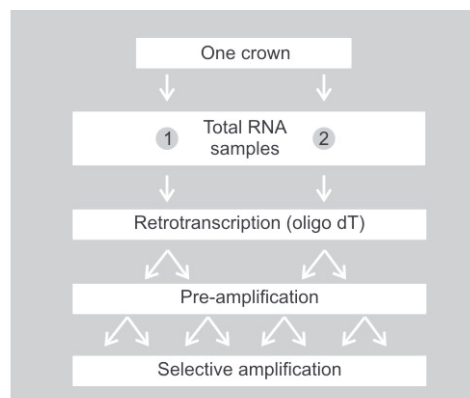 One crown
1 Total RNA 2
samples
Retrotranscription (oligo dT)
Pre-amplification
Selective amplification